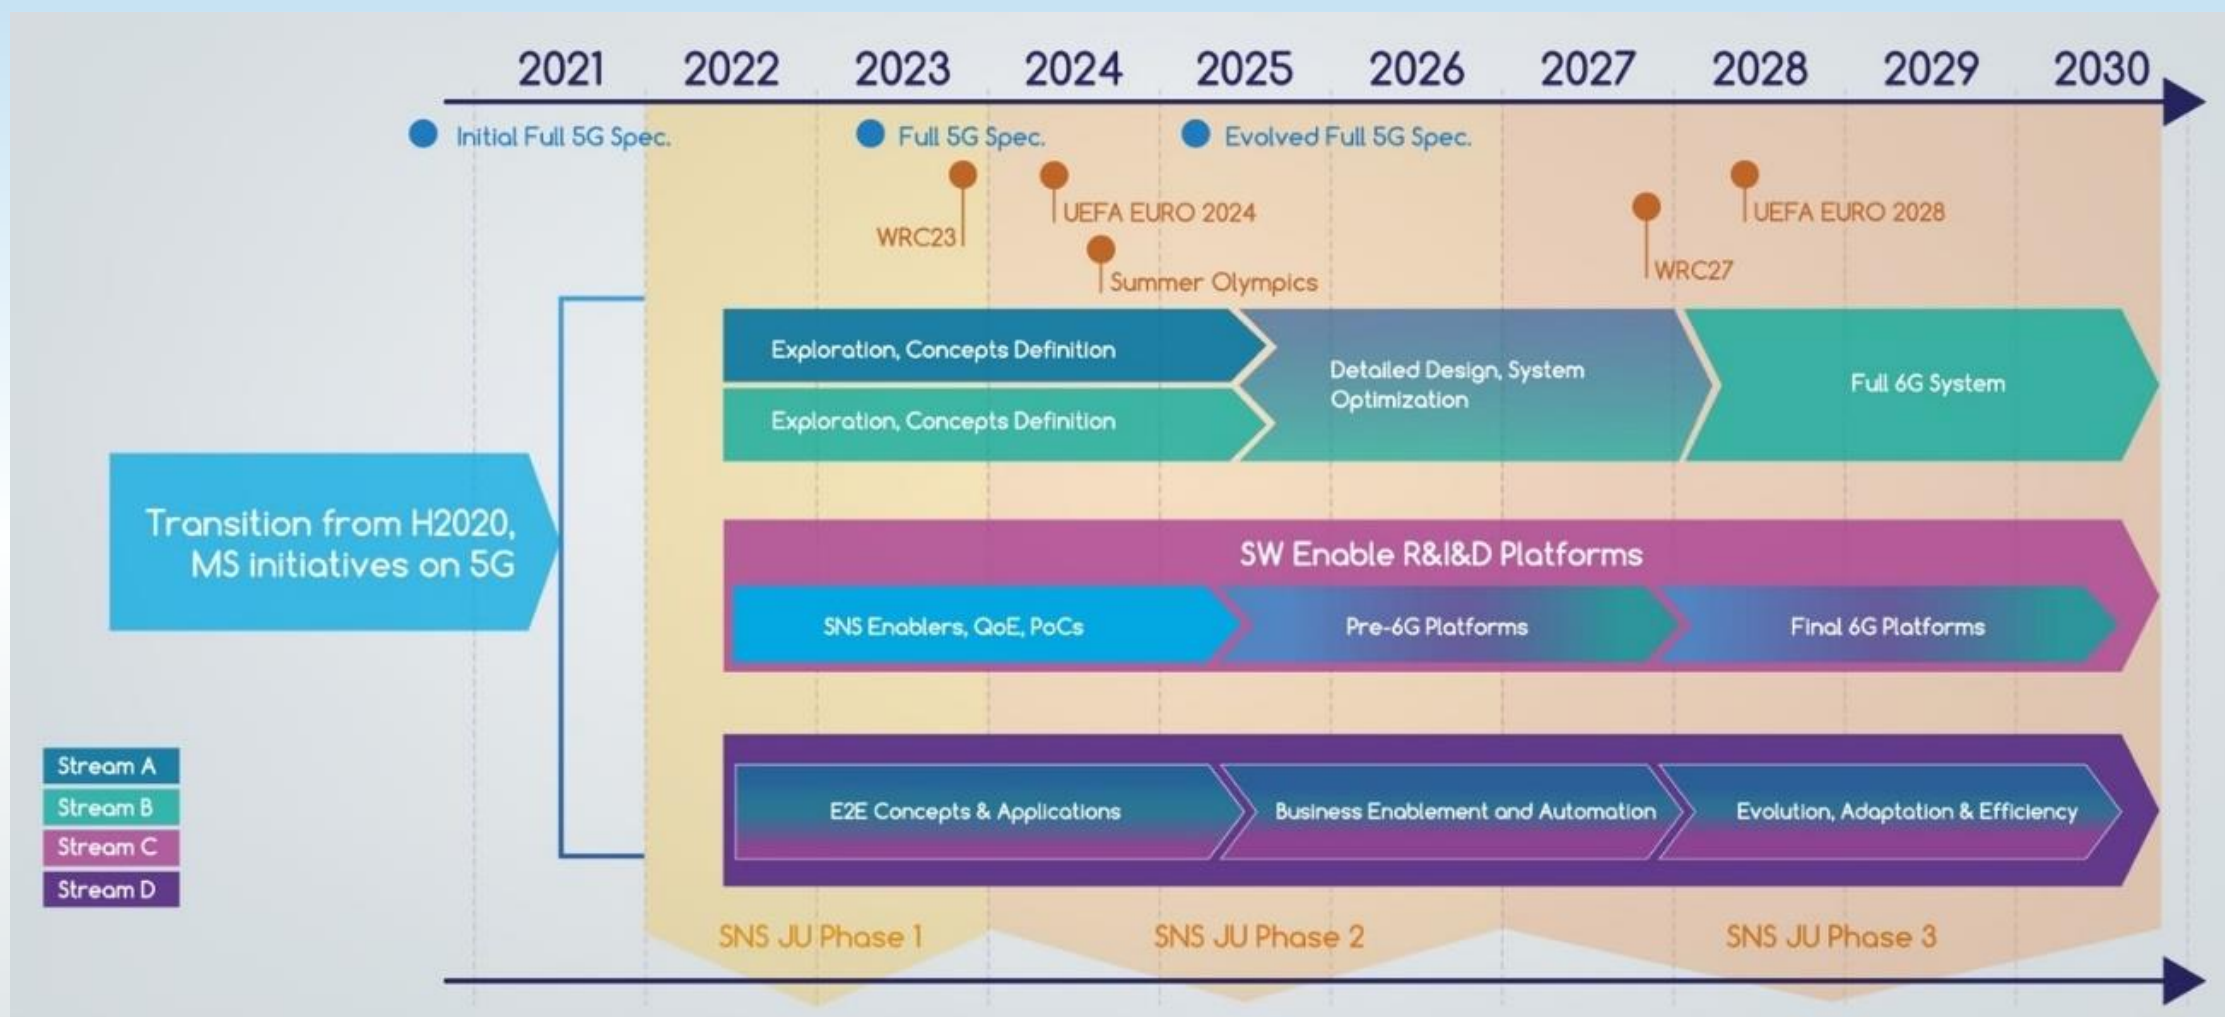 2021 2022 2023 2024 2025 2026 2027 2028 2029 2030
Initial Full 5G Spec.
Full 5G Spec.
Evolved Full 5G Spec.
WRC23
UEFA EURO 2024
Summer Olympics
WRC27
UEFA EURO 2028
Exploration, Concepts Definition
Exploration, Concepts Definition
Detailed Design, System
Optimization
Full 6G System
Transition from H2020,
MS initiatives on 5G
SW Enable R&I&D Platforms
SNS Enablers, QoE, PoCs
Pre-6G Platforms
Final 6G Platforms
E2E Concepts & Applications
Business Enablement and Automation
Evolution, Adaptation & Efficiency
Stream A
Stream B
Stream C
Stream D
SNS JU Phase 1
SNS JU Phase 2
SNS JU Phase 3